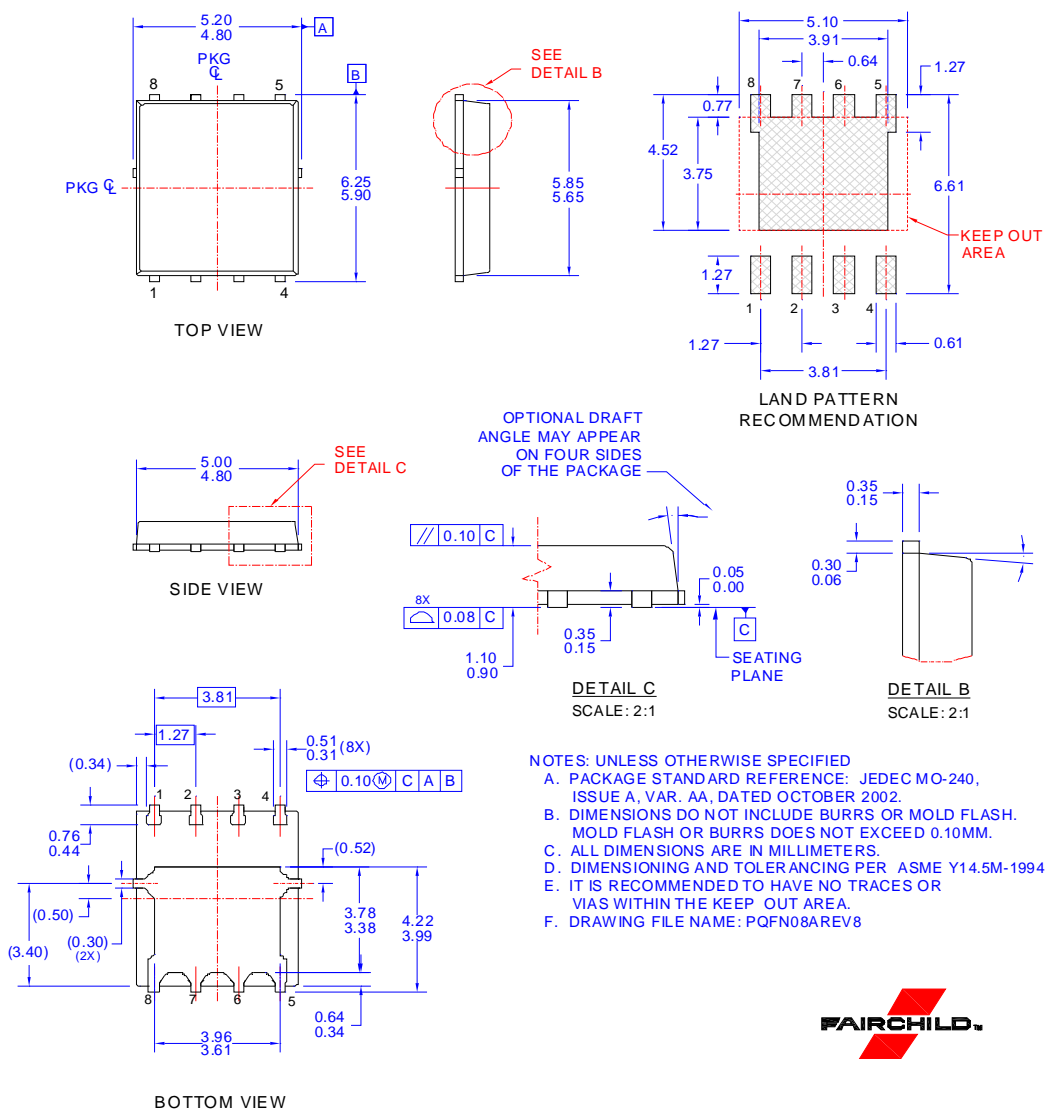 5.20
4.80
A
PKG
CL
B
8
5
PKG CL
6.25
5.90
1
4
TOP VIEW
SEE
DETAIL B
5.85
5.65
5.10
3.91
0.64
1.27
8
7
6
5
0.77
4.52
3.75
6.61
KEEP OUT
AREA
1.27
1
2
3
4
1.27
0.61
3.81
LAND PATTERN
RECOMMENDATION
5.00
4.80
SEE
DETAIL C
SIDE VIEW
OPTIONAL DRAFT
ANGLE MAY APPEAR
ON FOUR SIDES
OF THE PACKAGE
// 0.10 C
8X
0.08 C
1.10
0.90
0.35
0.15
0.05
0.00
C
SEATING
PLANE
DETAIL C
SCALE: 2:1
0.35
0.15
0.30
0.06
DETAIL B
SCALE: 2:1
3.81
1.27
0.51
0.31 (8X)
(0.34)
0.10 Ⓜ C A B
1
2
3
4
0.76
0.44
(0.52)
(0.50)
(0.30)
(2X)
(3.40)
3.78
3.38
4.22
3.99
8
7
6
5
0.64
0.34
3.96
3.61
BOTTOM VIEW
NOTES: UNLESS OTHERWISE SPECIFIED
A. PACKAGE STANDARD REFERENCE: JEDEC MO-240,
ISSUE A, VAR. AA, DATED OCTOBER 2002.
B. DIMENSIONS DO NOT INCLUDE BURRS OR MOLD FLASH.
MOLD FLASH OR BURRS DOES NOT EXCEED 0.10MM.
C. ALL DIMENSIONS ARE IN MILLIMETERS.
D. DIMENSIONING AND TOLERANCING PER ASME Y14.5M-1994
E. IT IS RECOMMENDED TO HAVE NO TRACES OR
VIAS WITHIN THE KEEP OUT AREA.
F. DRAWING FILE NAME: PQFN08AREV8
FAIRCHILD™